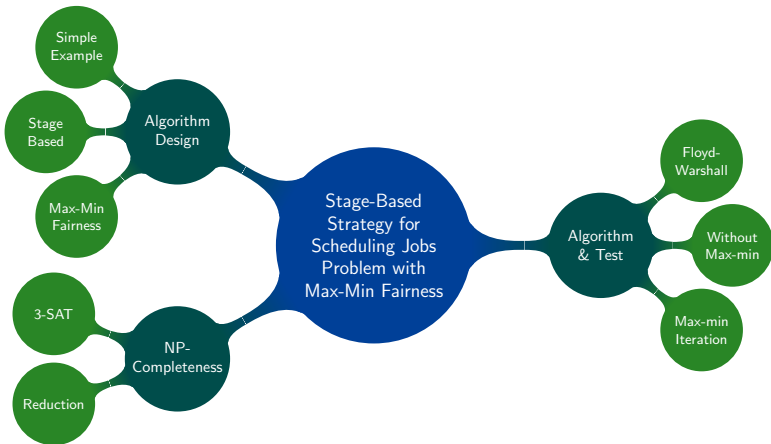 Simple
Example
Stage
Based
Max-Min
Fairness
Algorithm
Design
3-SAT
Reduction
NP-
Completeness
Stage-Based
Strategy for
Scheduling Jobs
Problem with
Max-Min Fairness
Algorithm
& Test
Floyd-
Warshall
Without
Max-min
Max-min
Iteration